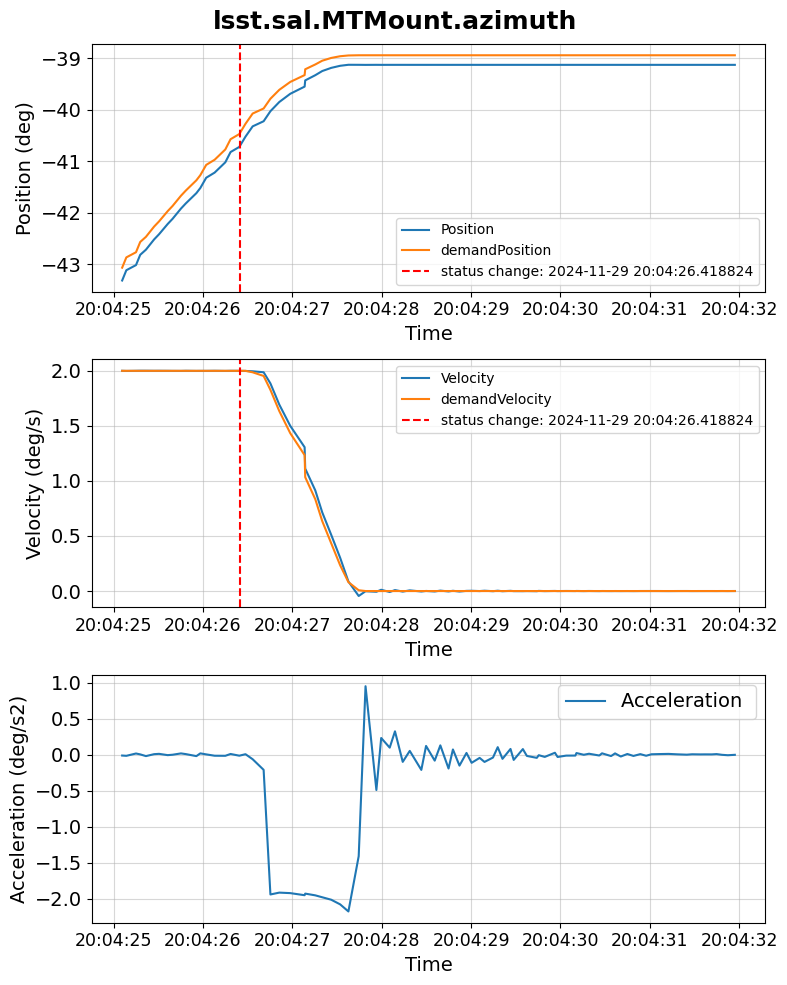 lsst.sal.MTMount.azimuth
−39
−40
−41
−42
−43
Position (deg)
Position
demandPosition
status change: 2024-11-29 20:04:26.418824
20:04:25 20:04:26 20:04:27 20:04:28 20:04:29 20:04:30 20:04:31 20:04:32
Time
2.0
1.5
1.0
0.5
0.0
Velocity (deg/s)
Velocity
demandVelocity
status change: 2024-11-29 20:04:26.418824
20:04:25 20:04:26 20:04:27 20:04:28 20:04:29 20:04:30 20:04:31 20:04:32
Time
1.0
0.5
0.0
−0.5
−1.0
−1.5
−2.0
Acceleration (deg/s2)
Acceleration
20:04:25 20:04:26 20:04:27 20:04:28 20:04:29 20:04:30 20:04:31 20:04:32
Time